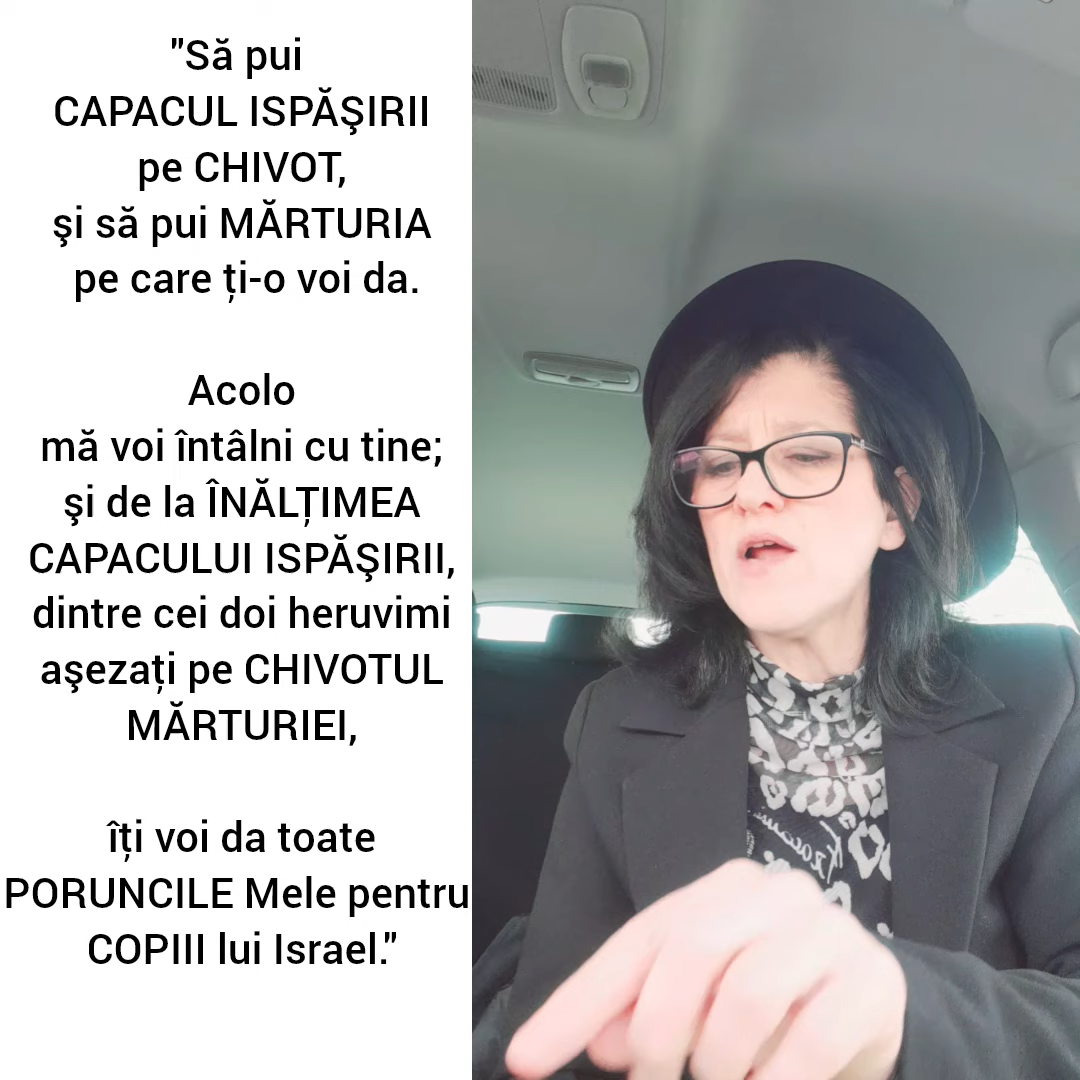 "Să pui
CAPACUL ISPĂŞIRII
pe CHIVOT,
şi să pui MĂRTURIA
pe care ți-o voi da.
Acolo
mă voi întâlni cu tine;
şi de la ÎNĂLȚIMEA
CAPACULUI ISPĂŞIRII,
dintre cei doi heruvimi
aşezați pe CHIVOTUL
MĂRTURIEI,
îți voi da toate
PORUNCILE Mele pentru
COPIII lui Israel."